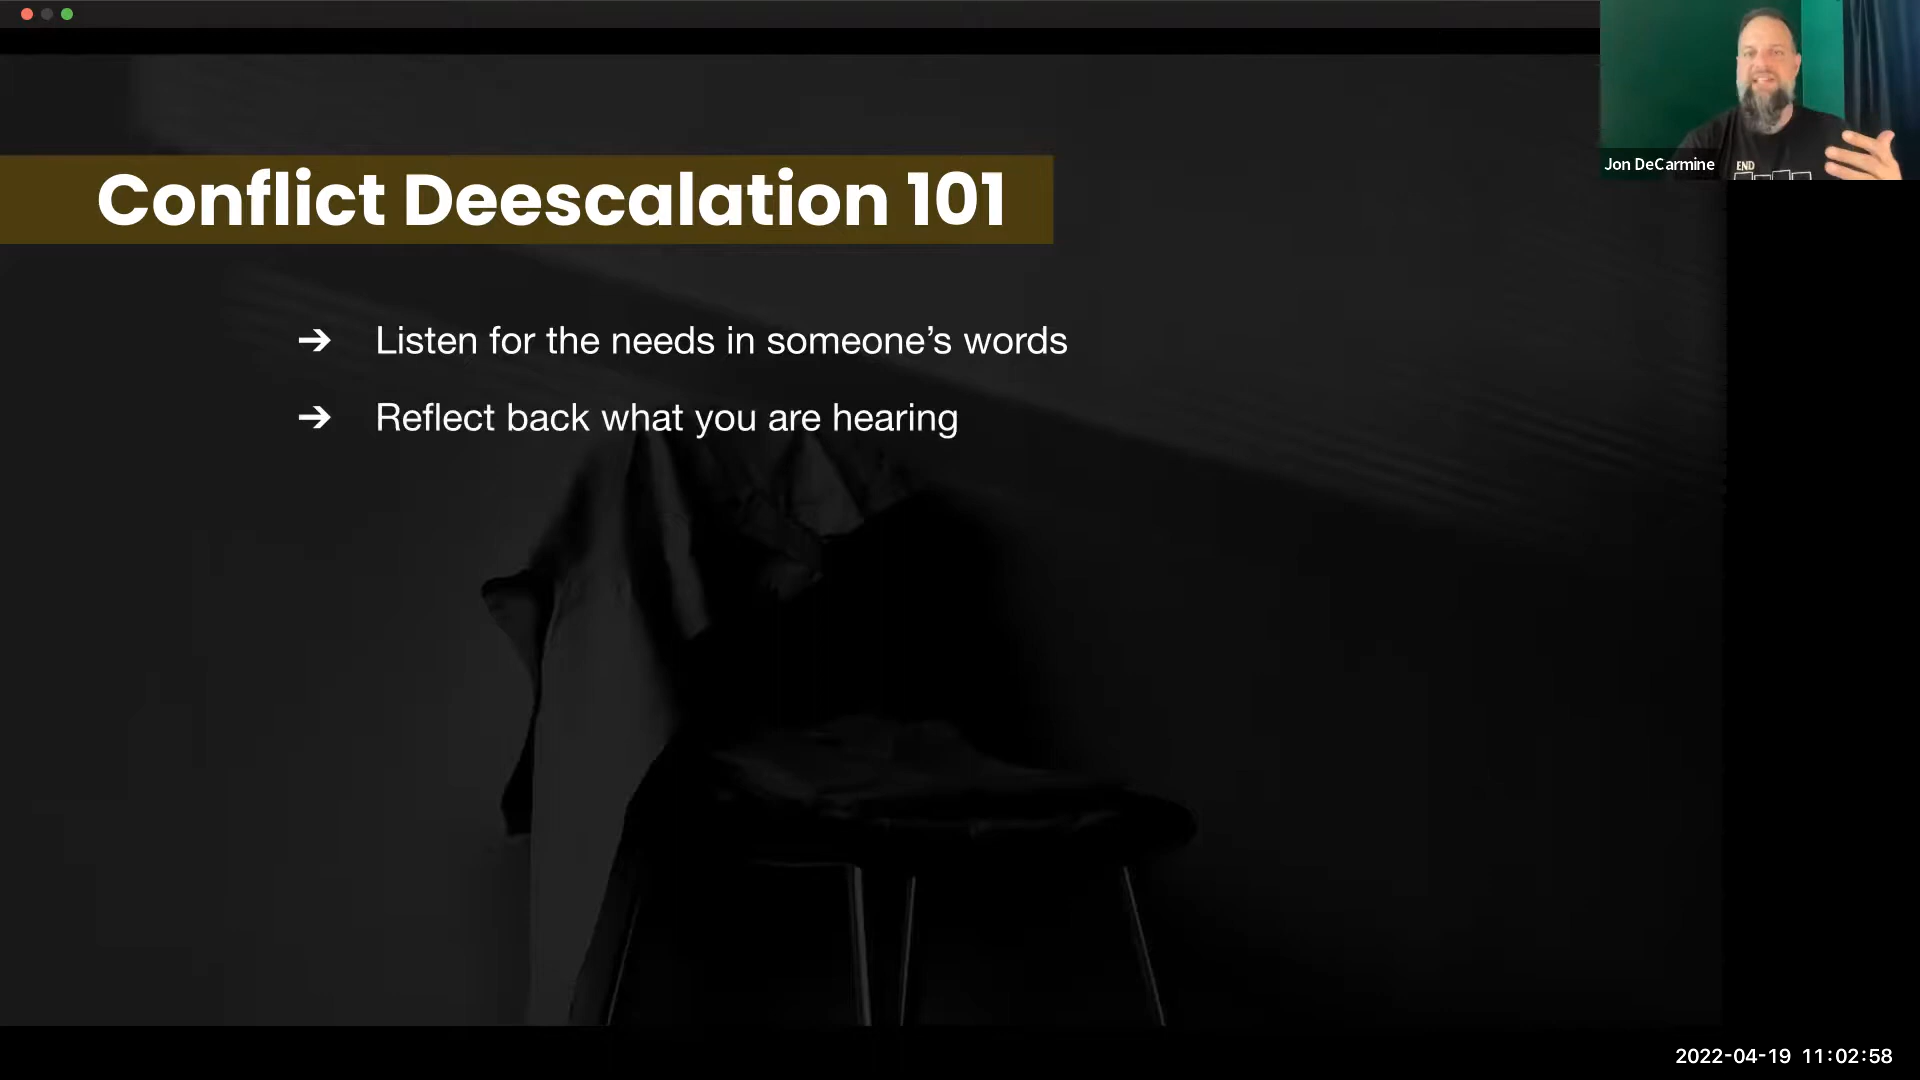 Conflict Deescalation 101
➔ Listen for the needs in someone’s words
➔ Reflect back what you are hearing
Jon DeCarmine
END
2022-04-19 11:02:58